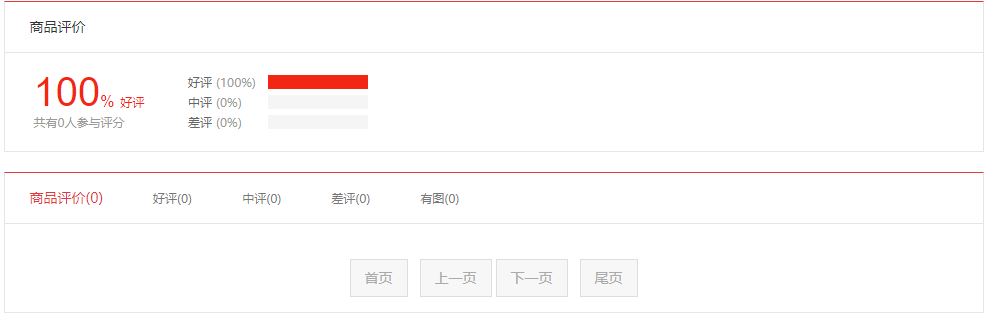 商品评价
100% 好评
共有0人参与评分
好评 (100%)
中评 (0%)
差评 (0%)
商品评价(0) 好评(0) 中评(0) 差评(0) 有图(0)
首页 上一页 下一页 尾页